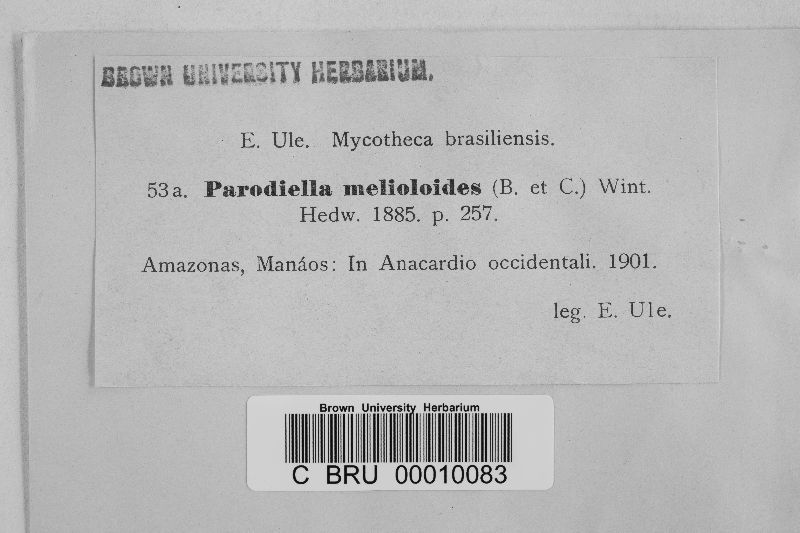 BROWN UNIVERSITY HERBARIUM.
E. Ule. Mycotheca brasiliensis.
53a. Parodiella melioloides (B. et C.) Wint.
Hedw. 1885. p. 257.
Amazonas, Manáos: In Anacardio occidentali. 1901.
leg. E. Ule.
Brown University Herbarium
C BRU 00010083